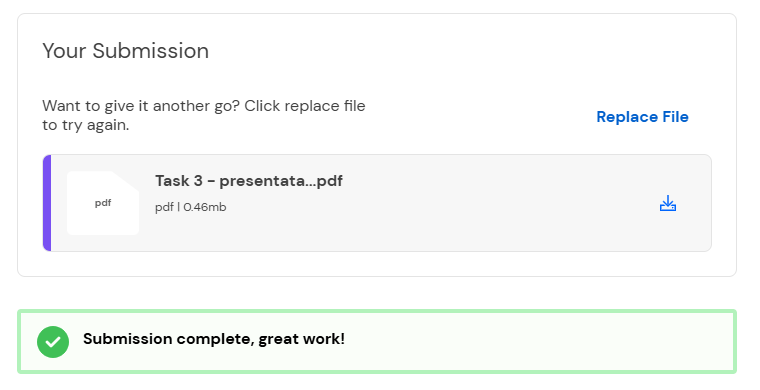 Your Submission
Want to give it another go? Click replace file
to try again.
Replace File
pdf
Task 3 - presentata...pdf
pdf | 0.46mb
Submission complete, great work!